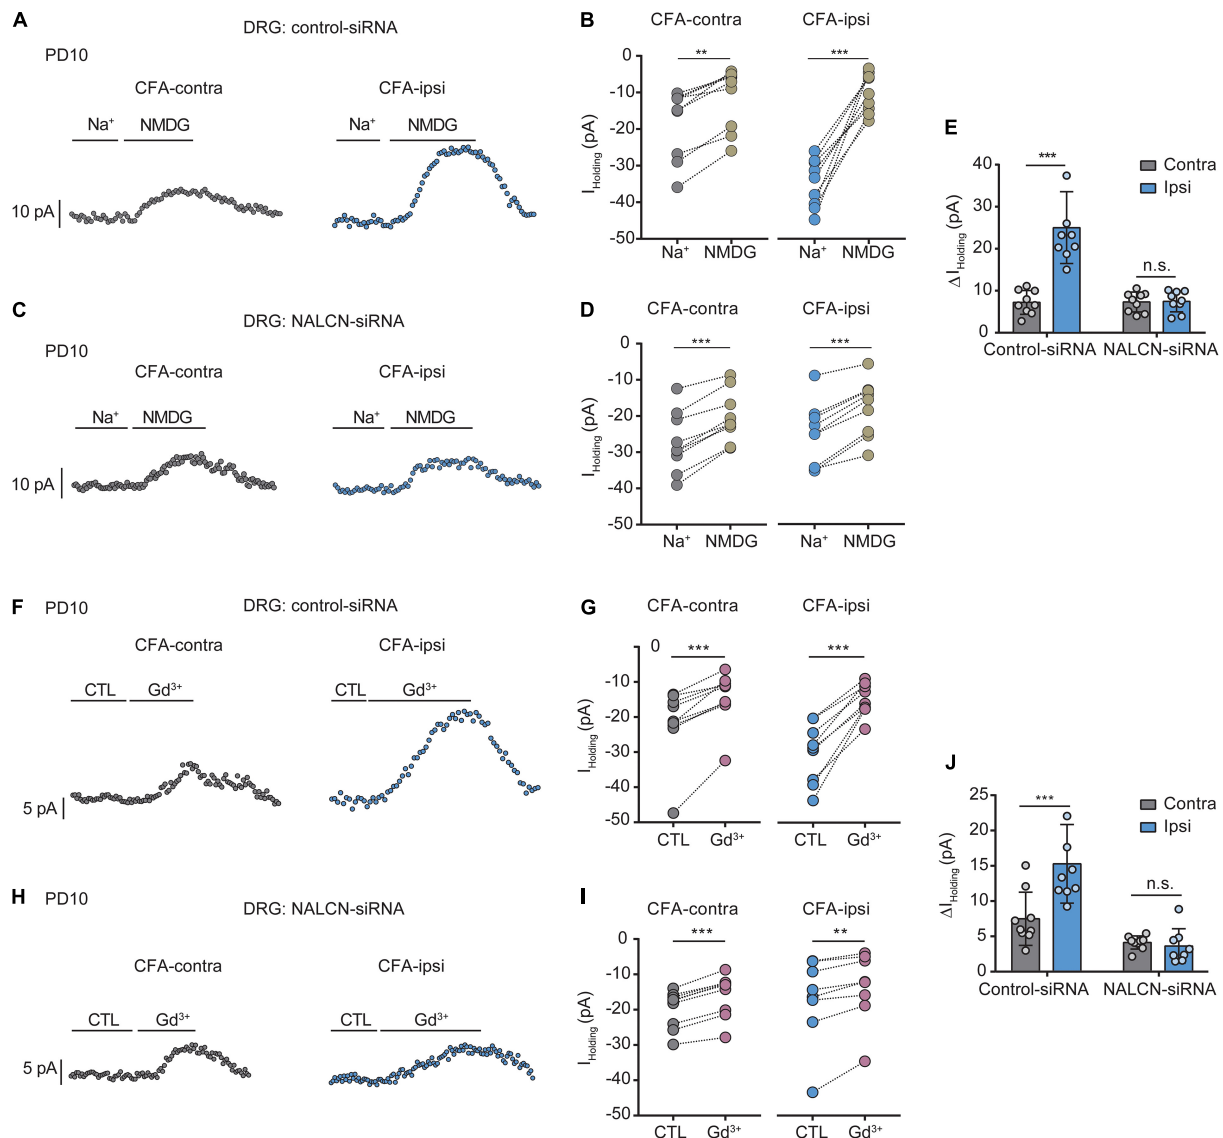 A
DRG: control-siRNA
PD10
CFA-contra
CFA-ipsi
Na⁺
NMDG
Na⁺
NMDG
10 pA
B
CFA-contra
CFA-ipsi
I Holding (pA)
0
-10
-20
-30
-40
-50
**
***
Na⁺
NMDG
Na⁺
NMDG
C
DRG: NALCN-siRNA
PD10
CFA-contra
CFA-ipsi
Na⁺
NMDG
Na⁺
NMDG
10 pA
D
CFA-contra
CFA-ipsi
I Holding (pA)
0
-10
-20
-30
-40
-50
***
***
Na⁺
NMDG
Na⁺
NMDG
E
Δ I Holding (pA)
40
30
20
10
0
***
n.s.
Contra
Ipsi
Control-siRNA
NALCN-siRNA
F
PD10
DRG: control-siRNA
CFA-contra
CFA-ipsi
CTL
Gd³⁺
CTL
Gd³⁺
5 pA
G
CFA-contra
CFA-ipsi
I Holding (pA)
0
-10
-20
-30
-40
-50
***
***
CTL
Gd³⁺
CTL
Gd³⁺
H
PD10
DRG: NALCN-siRNA
CFA-contra
CFA-ipsi
CTL
Gd³⁺
CTL
Gd³⁺
5 pA
I
CFA-contra
CFA-ipsi
I Holding (pA)
0
-10
-20
-30
-40
-50
***
**
CTL
Gd³⁺
CTL
Gd³⁺
J
ΔI Holding (pA)
25
20
15
10
5
0
***
n.s.
Contra
Ipsi
Control-siRNA
NALCN-siRNA